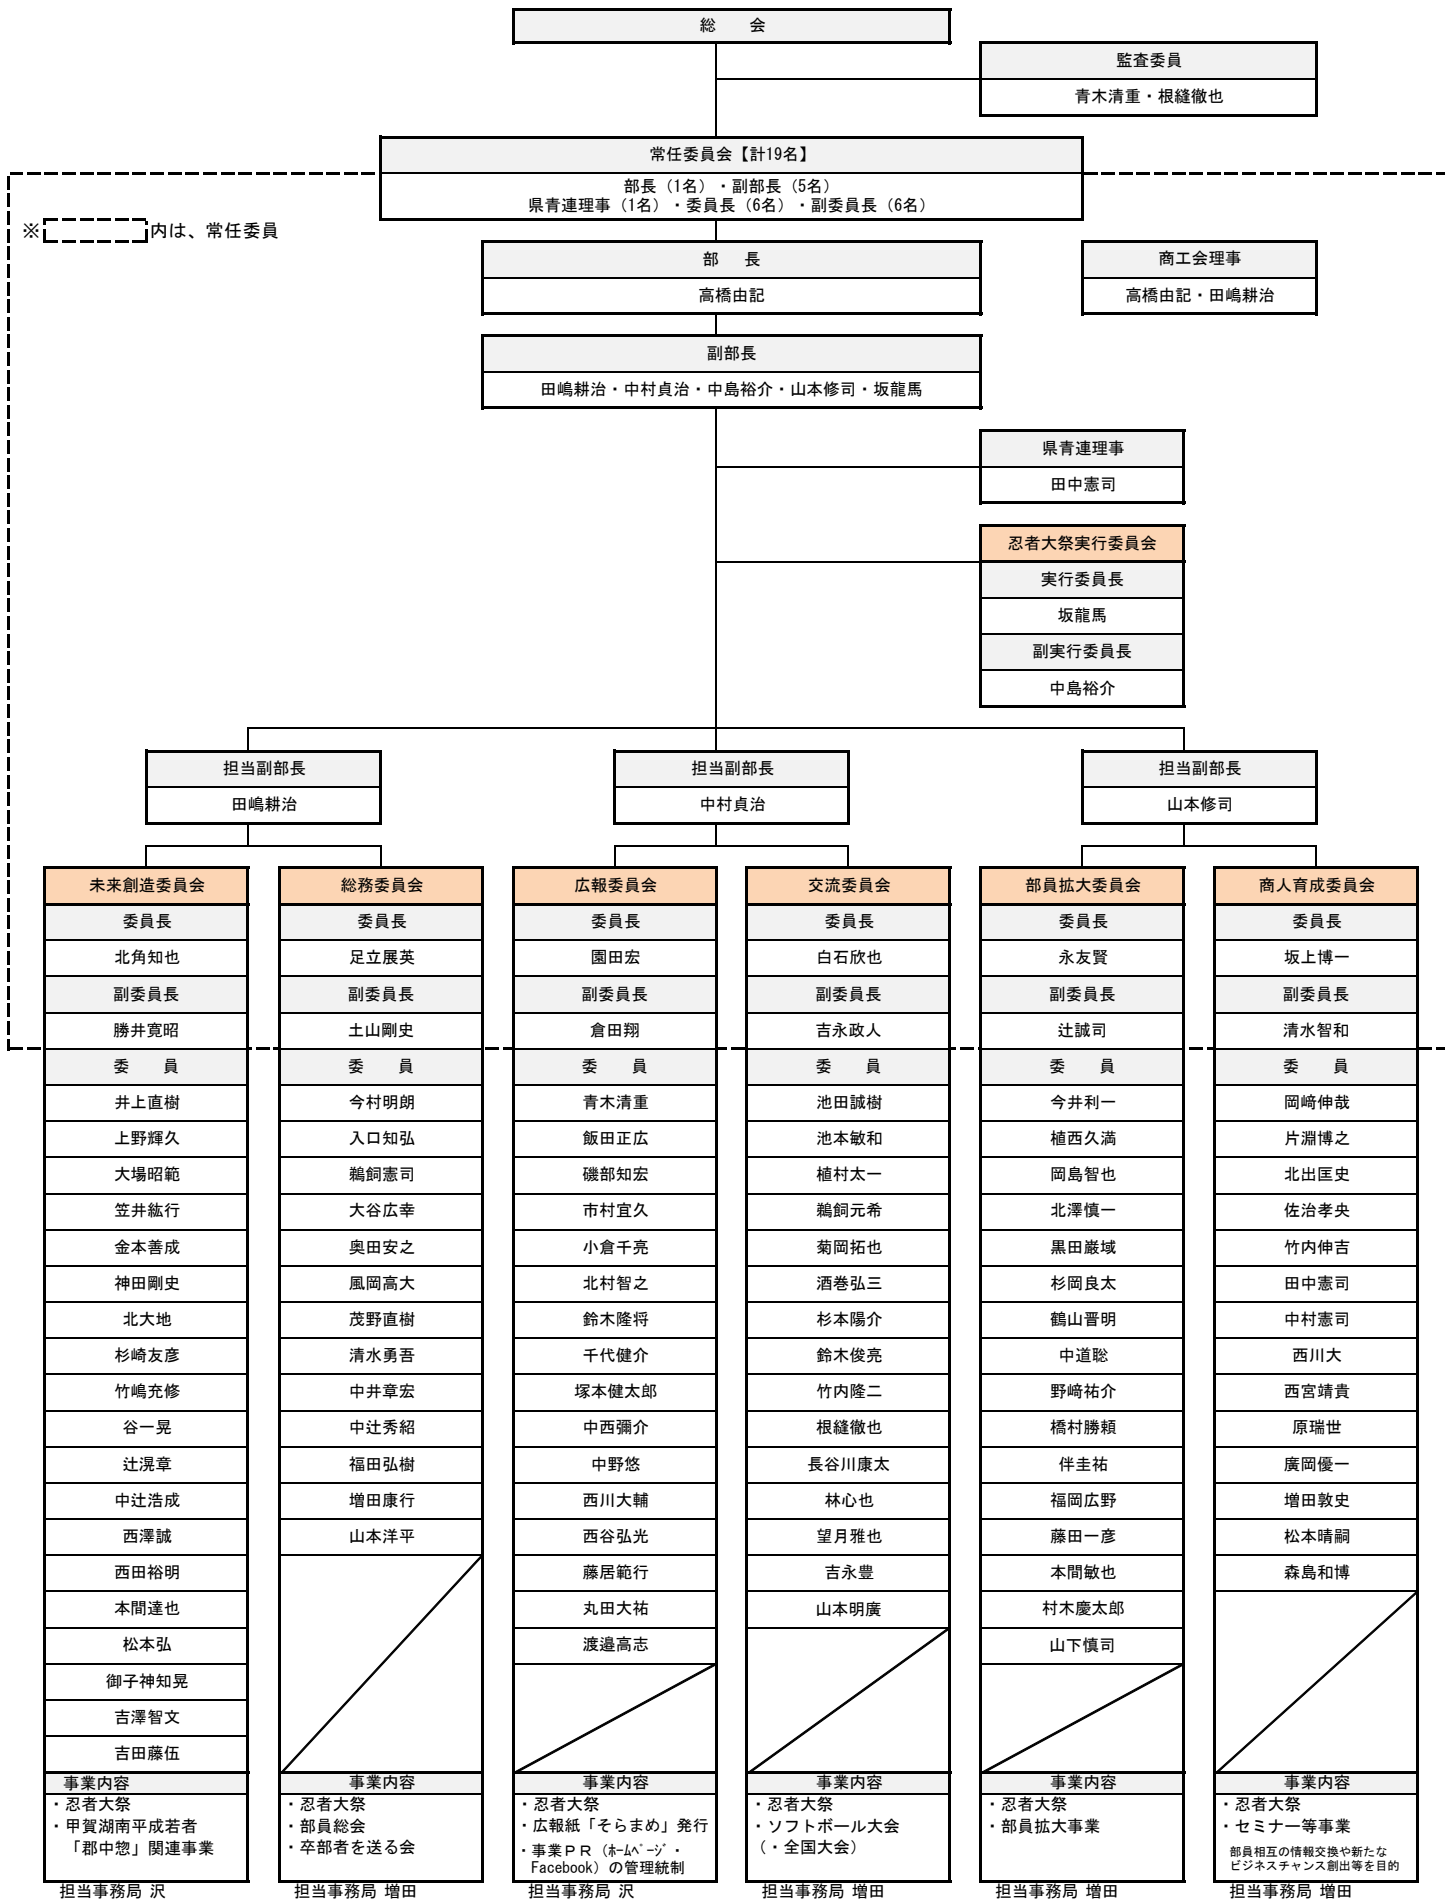 総　会
監査委員
青木清重・根縫徹也
常任委員会【計19名】
部長（1名）・副部長（5名）
県青連理事（1名）・委員長（6名）・副委員長（6名）
※　　　　　　内は、常任委員
部　長
高橋由記
商工会理事
高橋由記・田嶋耕治
副部長
田嶋耕治・中村貞治・中島裕介・山本修司・坂龍馬
県青連理事
田中憲司
忍者大祭実行委員会
実行委員長
坂龍馬
副実行委員長
中島裕介
担当副部長
田嶋耕治
担当副部長
中村貞治
担当副部長
山本修司
未来創造委員会
委員長
北角知也
副委員長
勝井寛昭
委　員
井上直樹
上野輝久
大場昭範
笠井紘行
金本善成
神田剛史
北大地
杉崎友彦
竹嶋充修
谷一晃
辻滉章
中辻浩成
西澤誠
西田裕明
本間達也
松本弘
御子神知晃
吉澤智文
吉田藤伍
事業内容
・忍者大祭
・甲賀湖南平成若者
「郡中惣」関連事業
担当事務局 沢
総務委員会
委員長
足立展英
副委員長
土山剛史
委　員
今村明朗
入口知弘
鵜飼憲司
大谷広幸
奥田安之
風岡高大
茂野直樹
清水勇吾
中井章宏
中辻秀紹
福田弘樹
増田康行
山本洋平
事業内容
・忍者大祭
・部員総会
・卒部者を送る会
担当事務局 増田
広報委員会
委員長
園田宏
副委員長
倉田翔
委　員
青木清重
飯田正広
磯部知宏
市村宜久
小倉千亮
北村智之
鈴木隆将
千代健介
塚本健太郎
中西彌介
中野悠
西川大輔
西谷弘光
藤居範行
丸田大祐
渡邉高志
事業内容
・忍者大祭
・広報紙「そらまめ」発行
・事業ＰＲ（ﾎｰﾑﾍﾟｰｼﾞ・
Facebook）の管理統制
担当事務局 沢
交流委員会
委員長
白石欣也
副委員長
吉永政人
委　員
池田誠樹
池本敏和
植村太一
鵜飼元希
菊岡拓也
酒巻弘三
杉本陽介
鈴木俊亮
竹内隆二
根縫徹也
長谷川康太
林心也
望月雅也
吉永豊
山本明廣
事業内容
・忍者大祭
・ソフトボール大会
（・全国大会）
担当事務局 増田
部員拡大委員会
委員長
永友賢
副委員長
辻誠司
委　員
今井利一
植西久満
岡島智也
北澤慎一
黒田巌域
杉岡良太
鶴山晋明
中道聡
野﨑祐介
橋村勝頼
伴圭祐
福岡広野
藤田一彦
本間敏也
村木慶太郎
山下慎司
事業内容
・忍者大祭
・部員拡大事業
担当事務局 増田
商人育成委員会
委員長
坂上博一
副委員長
清水智和
委　員
岡﨑伸哉
片淵博之
北出匡史
佐治孝央
竹内伸吉
田中憲司
中村憲司
西川大
西宮靖貴
原瑞世
廣岡優一
増田敦史
松本晴嗣
森島和博
事業内容
・忍者大祭
・セミナー等事業
部員相互の情報交換や新たな
ビジネスチャンス創出等を目的
担当事務局 増田